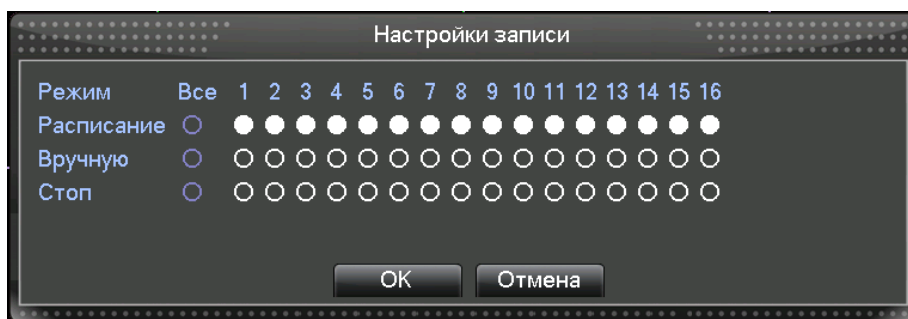 Настройки записи
Режим Все 1 2 3 4 5 6 7 8 9 10 11 12 13 14 15 16
Расписание
Вручную
Стоп
OK Отмена